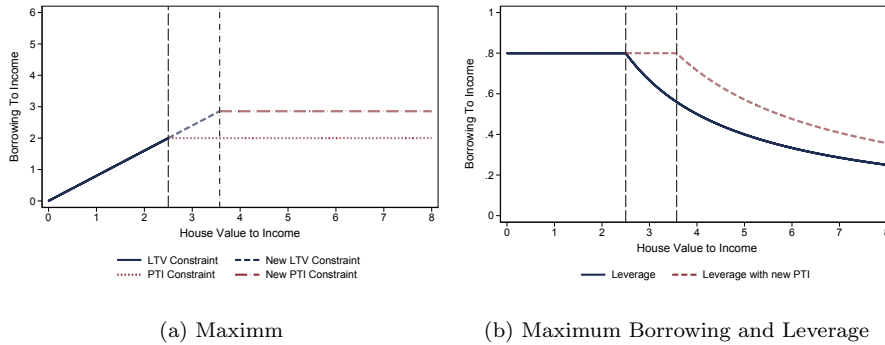 6
5
4
3
2
1
0
Borrowing To Income
0 1 2 3 4 5 6 7 8
House Value to Income
LTV Constraint New LTV Constraint
PTI Constraint New PTI Constraint
(a) Maximm
1
.8
.6
.4
.2
0
Borrowing To Income
0 1 2 3 4 5 6 7 8
House Value to Income
Leverage Leverage with new PTI
(b) Maximum Borrowing and Leverage